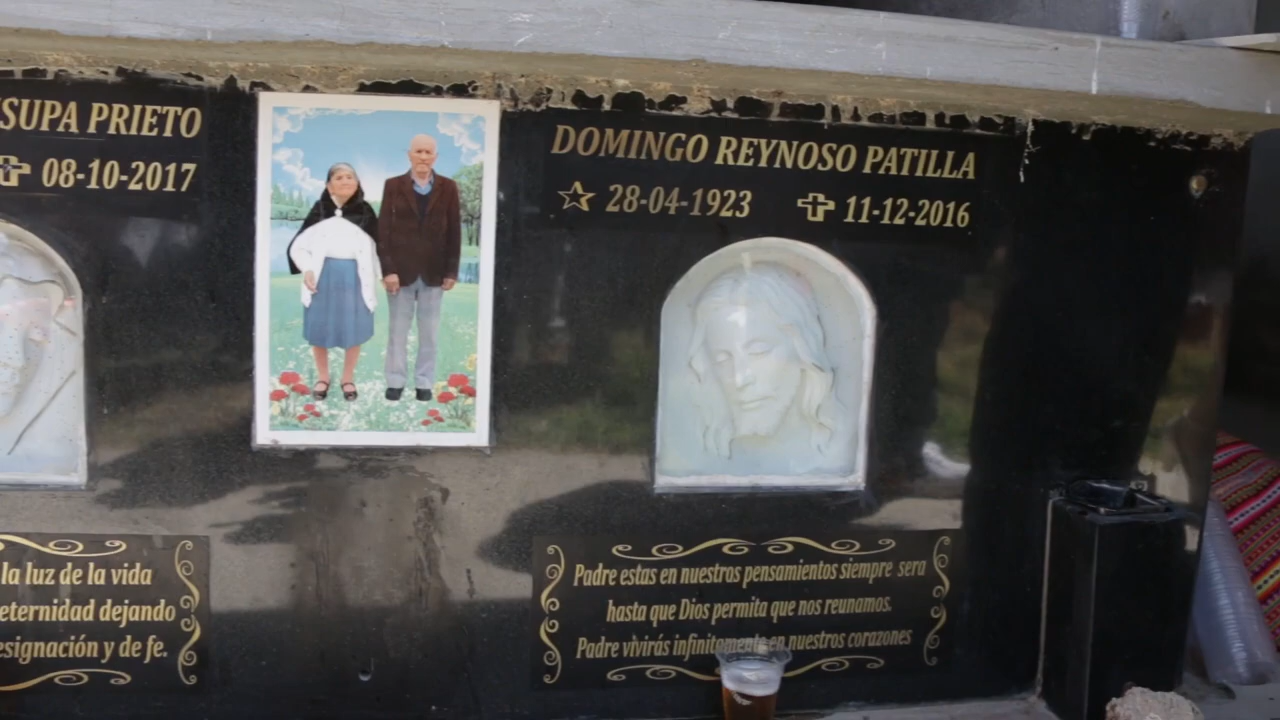 SUPA PRIETO
08-10-2017
DOMINGO REYNOSO PATILLA
28-04-1923 11-12-2016
la luz de la vida
eternidad dejando
esignación y de fe.
Padre estas en nuestros pensamientos siempre sera
hasta que Dios permita que nos reunamos.
Padre vivirás infinitamente en nuestros corazones